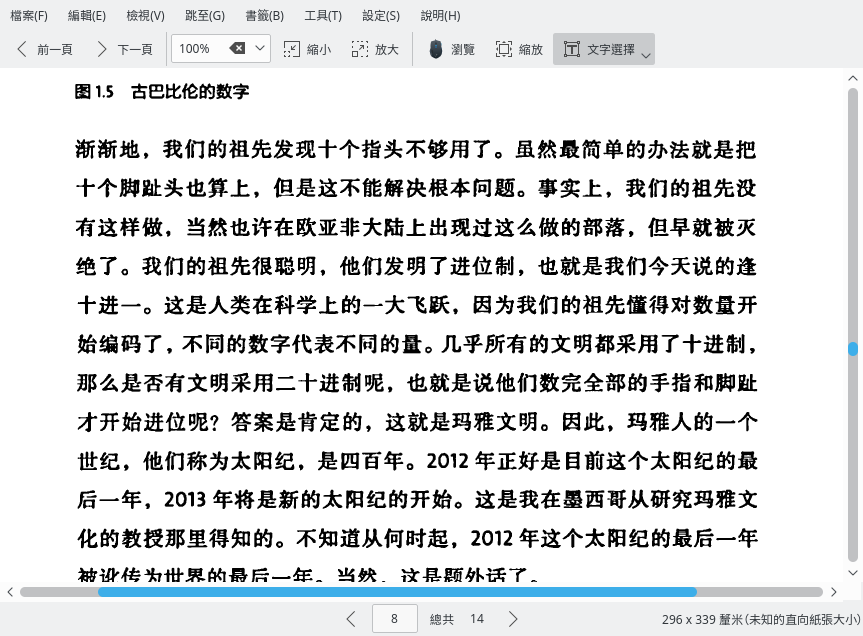 檔案(F) 編輯(E) 檢視(V) 跳至(G) 書籤(B) 工具(T) 設定(S) 說明(H)
前一頁 下一頁 100% 縮小 放大 瀏覽 縮放 文字選擇
图 1.5 古巴比伦的数字
渐渐地，我们的祖先发现十个指头不够用了。虽然最简单的办法就是把
十个脚趾头也算上，但是这不能解决根本问题。事实上，我们的祖先没
有这样做，当然也许在欧亚非大陆上出现过这么做的部落，但早就被灭
绝了。我们的祖先很聪明，他们发明了进位制，也就是我们今天说的逢
十进一。这是人类在科学上的一大飞跃，因为我们的祖先懂得对数量开
始编码了，不同的数字代表不同的量。几乎所有的文明都采用了十进制，
那么是否有文明采用二十进制呢，也就是说他们数完全部的手指和脚趾
才开始进位呢？答案是肯定的，这就是玛雅文明。因此，玛雅人的一个
世纪，他们称为太阳纪，是四百年。2012 年正好是目前这个太阳纪的最
后一年，2013 年将是新的太阳纪的开始。这是我在墨西哥从研究玛雅文
化的教授那里得知的。不知道从何时起，2012 年这个太阳纪的最后一年
被讹传为世界的最后一年。当然，这是题外话了。
8 總共 14 296 x 339 釐米(未知的直向紙張大小)